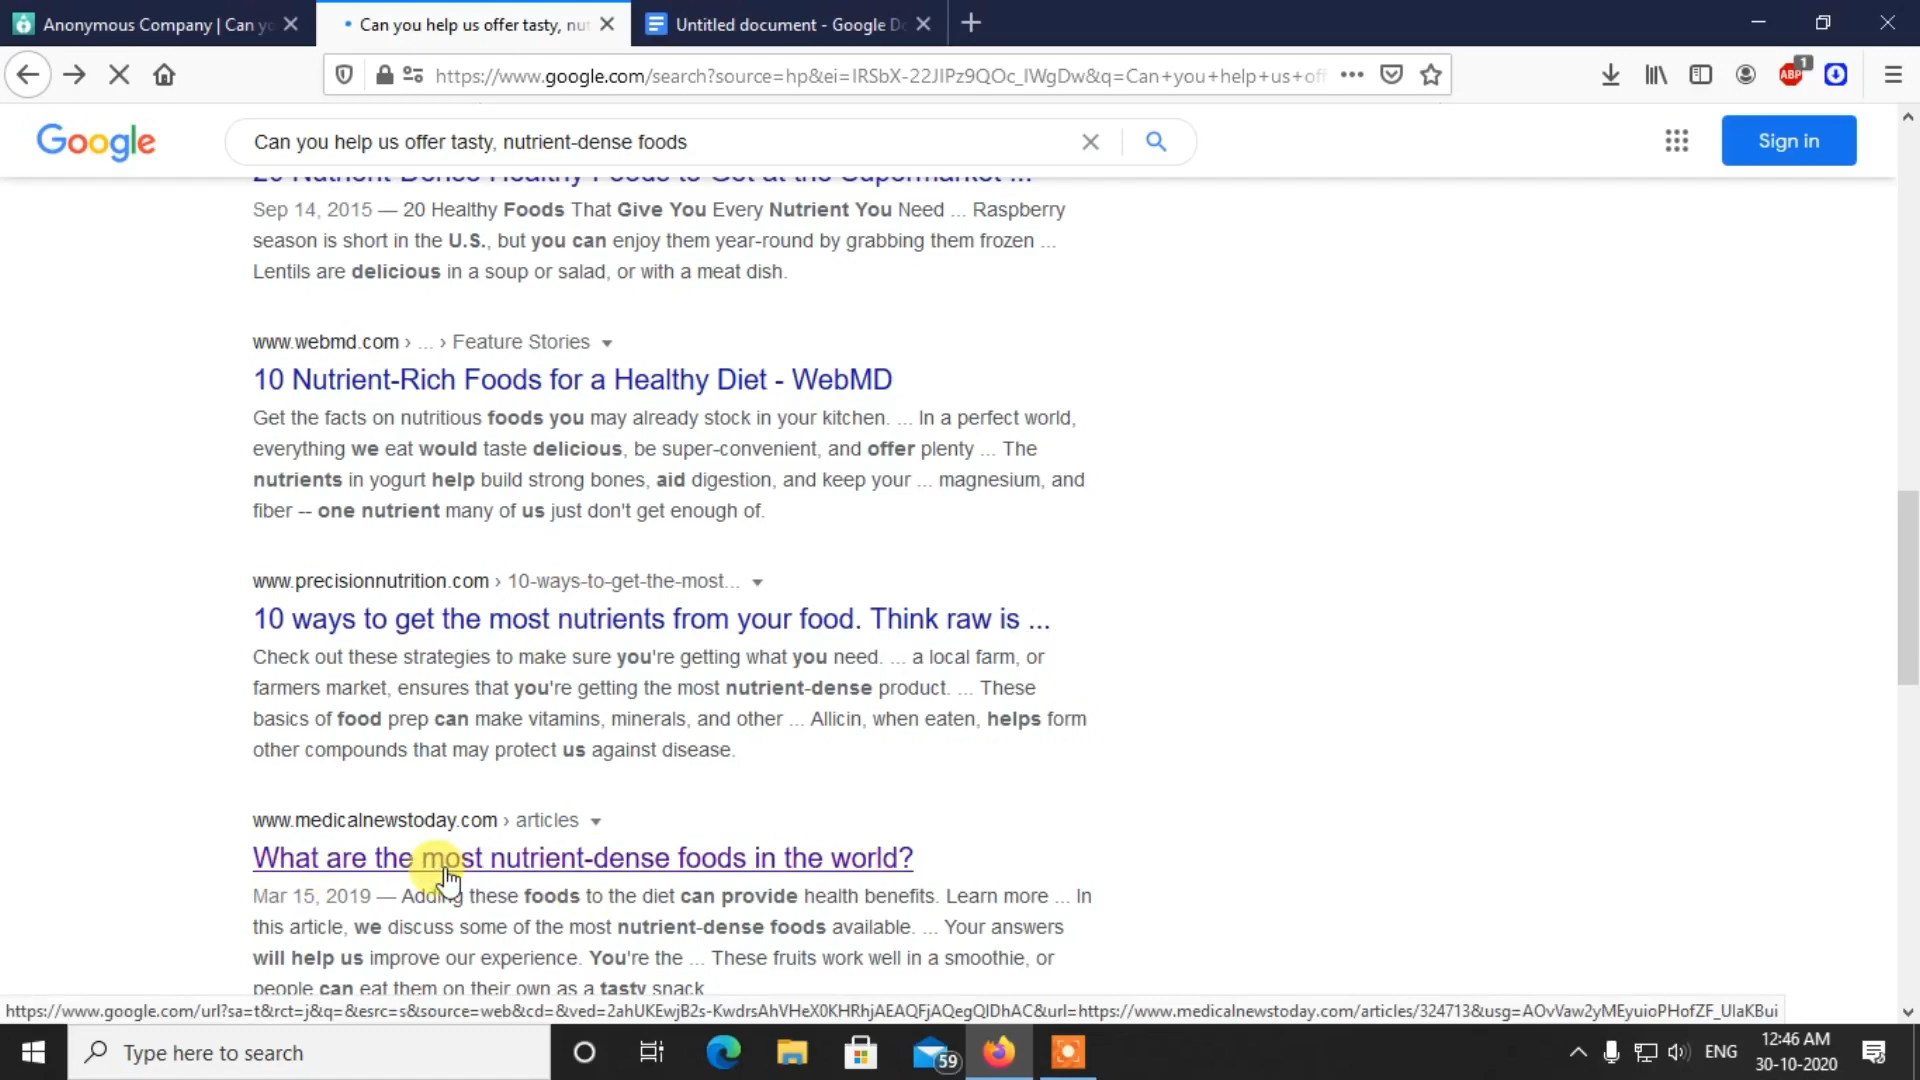 Anonymous Company | Can yo
Can you help us offer tasty, nut
Untitled document - Google Do
https://www.google.com/search?source=hp&ei=IRSbX-22JIPz9QOc_IWgDw&q=Can+you+help+us+off
ABP
1
Google
Can you help us offer tasty, nutrient-dense foods
Sign in
20 Nutrient-Dense Healthy Foods to Get at the Supermarket ...
Sep 14, 2015 — 20 Healthy Foods That Give You Every Nutrient You Need ... Raspberry
season is short in the U.S., but you can enjoy them year-round by grabbing them frozen ...
Lentils are delicious in a soup or salad, or with a meat dish.
www.webmd.com › ... › Feature Stories
10 Nutrient-Rich Foods for a Healthy Diet - WebMD
Get the facts on nutritious foods you may already stock in your kitchen. ... In a perfect world,
everything we eat would taste delicious, be super-convenient, and offer plenty ... The
nutrients in yogurt help build strong bones, aid digestion, and keep your ... magnesium, and
fiber -- one nutrient many of us just don't get enough of.
www.precisionnutrition.com › 10-ways-to-get-the-most...
10 ways to get the most nutrients from your food. Think raw is ...
Check out these strategies to make sure you're getting what you need. ... a local farm, or
farmers market, ensures that you're getting the most nutrient-dense product. ... These
basics of food prep can make vitamins, minerals, and other ... Allicin, when eaten, helps form
other compounds that may protect us against disease.
www.medicalnewstoday.com › articles
What are the most nutrient-dense foods in the world?
Mar 15, 2019 — Adding these foods to the diet can provide health benefits. Learn more ... In
this article, we discuss some of the most nutrient-dense foods available. ... Your answers
will help us improve our experience. You're the ... These fruits work well in a smoothie, or
people can eat them on their own as a tasty snack
https://www.google.com/url?sa=t&rct=j&q=&esrc=s&source=web&cd=&ved=2ahUKEwjB2s-KwdrsAhVHeX0KHRhjAEAQFjAQegQIDhAC&url=https://www.medicalnewstoday.com/articles/324713&usg=AOvVaw2yMEyuioPHofZF_UlaKBui
Type here to search
59
ENG
12:46 AM
30-10-2020